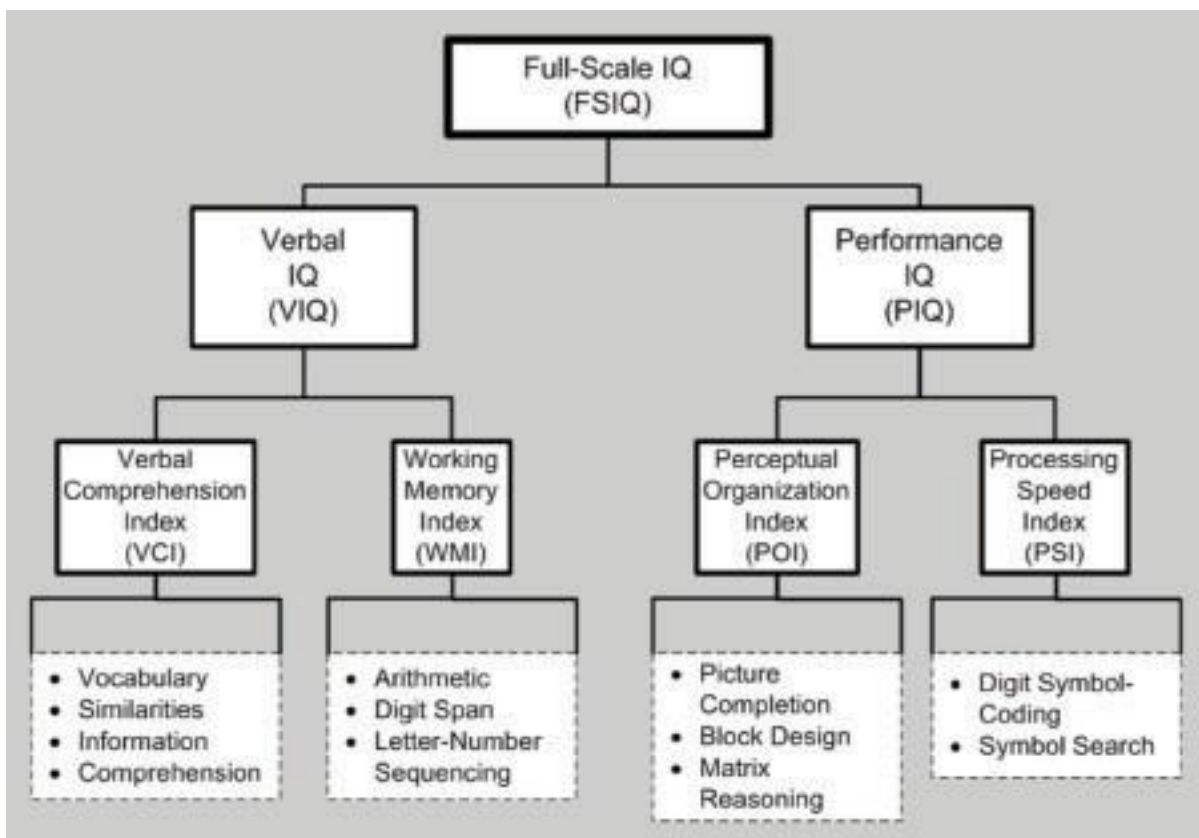 Full-Scale IQ
(FSIQ)
Verbal
IQ
(VIQ)
Performance
IQ
(PIQ)
Verbal
Comprehension
Index
(VCI)
Working
Memory
Index
(WMI)
Perceptual
Organization
Index
(POI)
Processing
Speed
Index
(PSI)
• Vocabulary
• Similarities
• Information
• Comprehension
• Arithmetic
• Digit Span
• Letter-Number
Sequencing
• Picture
Completion
• Block Design
• Matrix
Reasoning
• Digit Symbol-
Coding
• Symbol Search